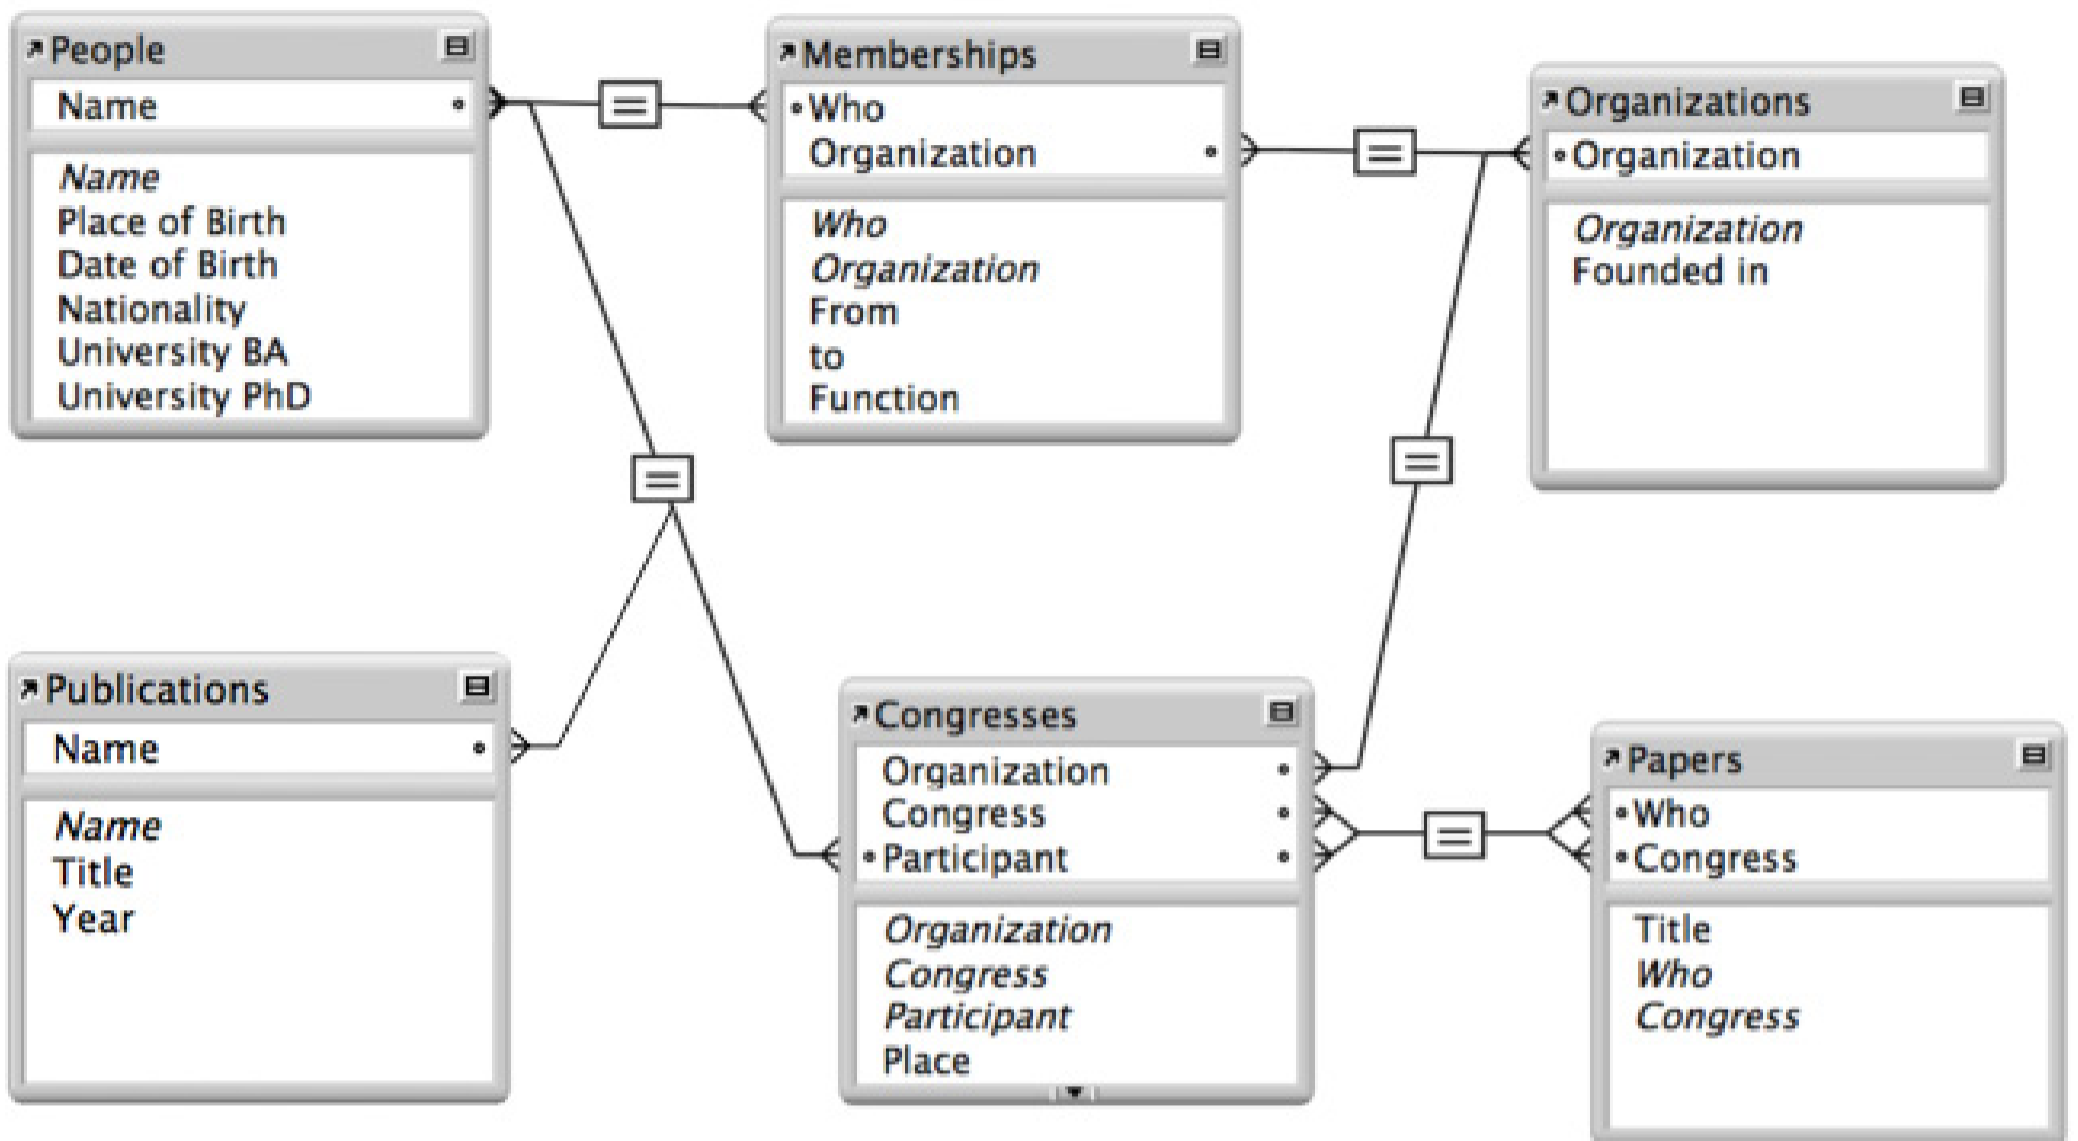 People
Name
Name
Place of Birth
Date of Birth
Nationality
University BA
University PhD
Memberships
Who
Organization
Who
Organization
From
to
Function
Organizations
Organization
Organization
Founded in
Publications
Name
Name
Title
Year
Congresses
Organization
Congress
Participant
Organization
Congress
Participant
Place
Papers
Who
Congress
Title
Who
Congress